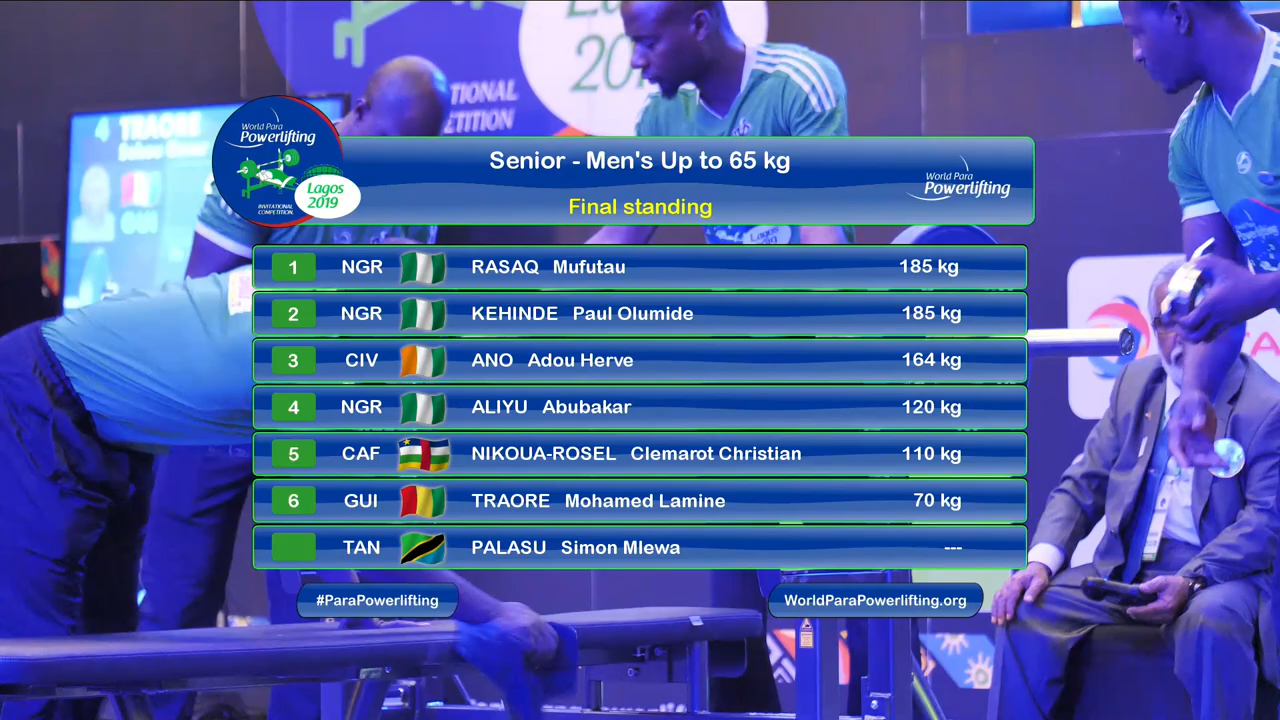 TIONAL
ETITION
2019
4 TRAORE
World Para
Powerlifting
Lagos
2019
INVITATIONAL
COMPETITION
Senior - Men's Up to 65 kg
Final standing
World Para
Powerlifting
1 NGR RASAQ Mufutau 185 kg
2 NGR KEHINDE Paul Olumide 185 kg
3 CIV ANO Adou Herve 164 kg
4 NGR ALIYU Abubakar 120 kg
5 CAF NIKOUA-ROSEL Clemarot Christian 110 kg
6 GUI TRAORE Mohamed Lamine 70 kg
TAN PALASU Simon Mlewa ---
#ParaPowerlifting
WorldParaPowerlifting.org